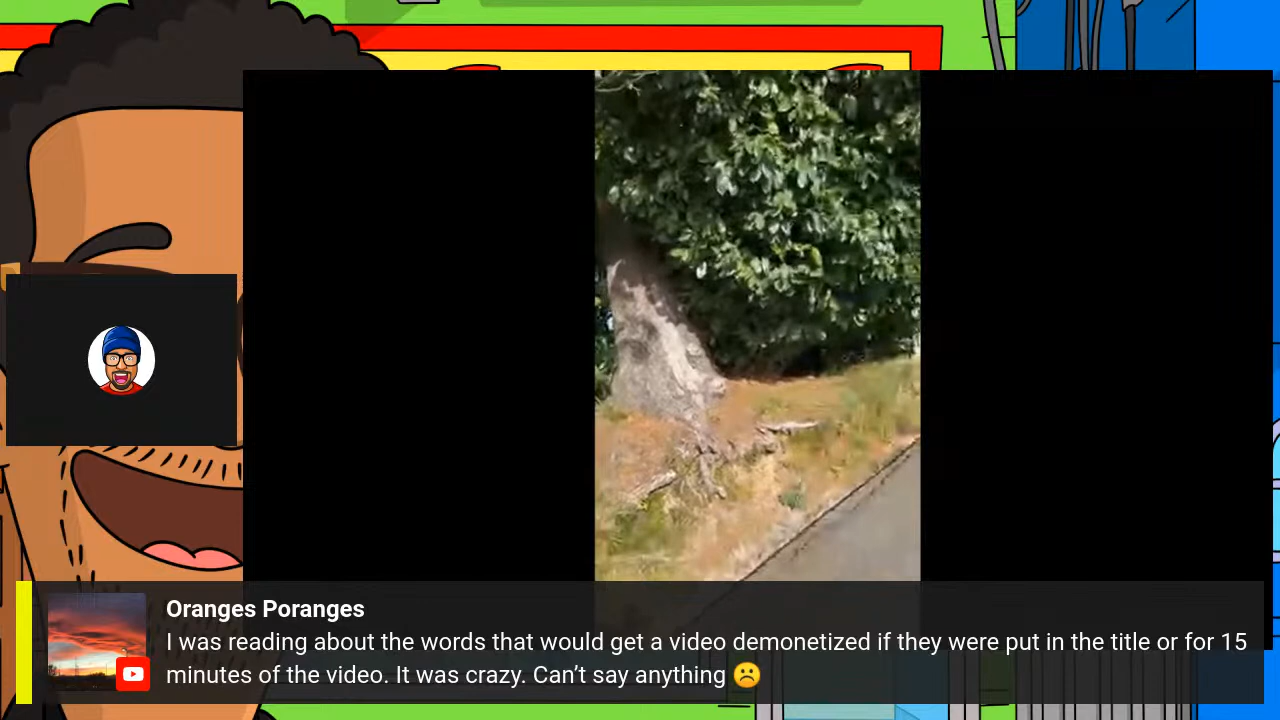 Oranges Poranges
I was reading about the words that would get a video demonetized if they were put in the title or for 15
minutes of the video. It was crazy. Can’t say anything ☹️